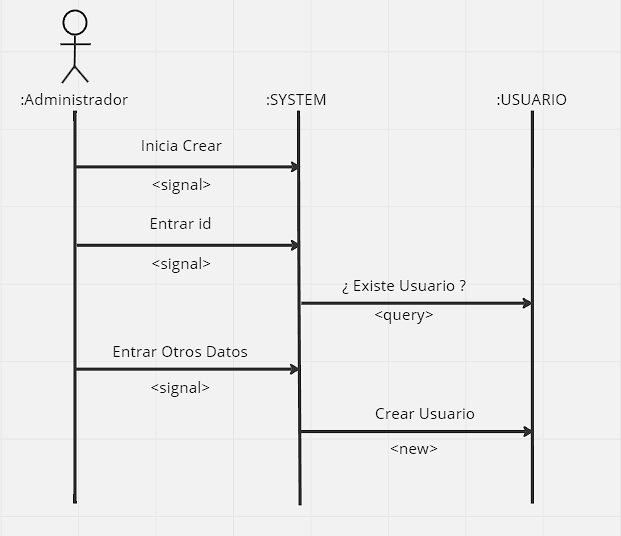 :Administrador
:SYSTEM
:USUARIO
Inicia Crear
<signal>
Entrar id
<signal>
¿ Existe Usuario ?
<query>
Entrar Otros Datos
<signal>
Crear Usuario
<new>